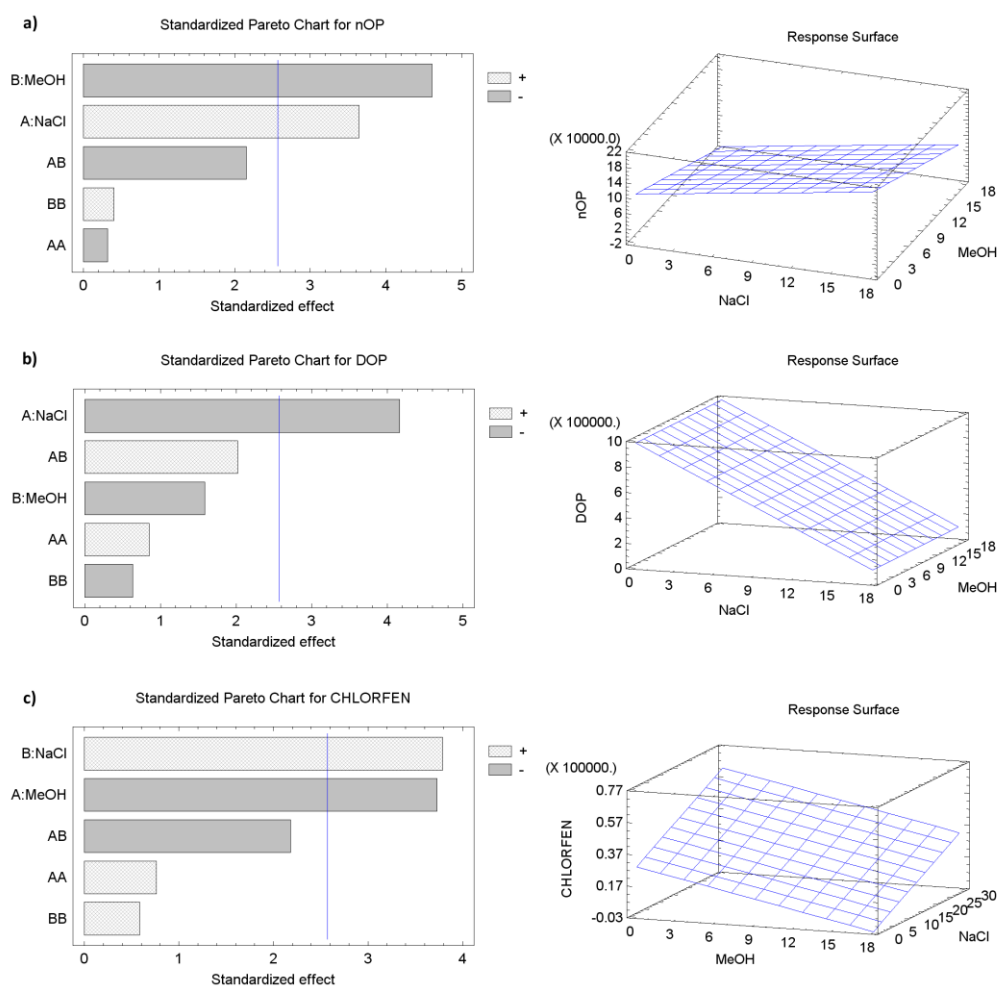 a)
Standardized Pareto Chart for nOP
B:MeOH
A:NaCl
AB
BB
AA
0 1 2 3 4 5
Standardized effect
+
-
Response Surface
(X 10000.0)
22
18
14
10
6
2
-2
nOP
0 3 6 9 12 15 18
NaCl
0 3 6 9 12 15 18
MeOH
b)
Standardized Pareto Chart for DOP
A:NaCl
AB
B:MeOH
AA
BB
0 1 2 3 4 5
Standardized effect
+
-
Response Surface
(X 100000.)
10
8
6
4
2
0
DOP
0 3 6 9 12 15 18
NaCl
0 3 6 9 12 15 18
MeOH
c)
Standardized Pareto Chart for CHLORFEN
B:NaCl
A:MeOH
AB
AA
BB
0 1 2 3 4
Standardized effect
+
-
Response Surface
(X 100000.)
0.77
0.57
0.37
0.17
-0.03
CHLORFEN
0 3 6 9 12 15 18
MeOH
0 5 10 15 20 25 30
NaCl